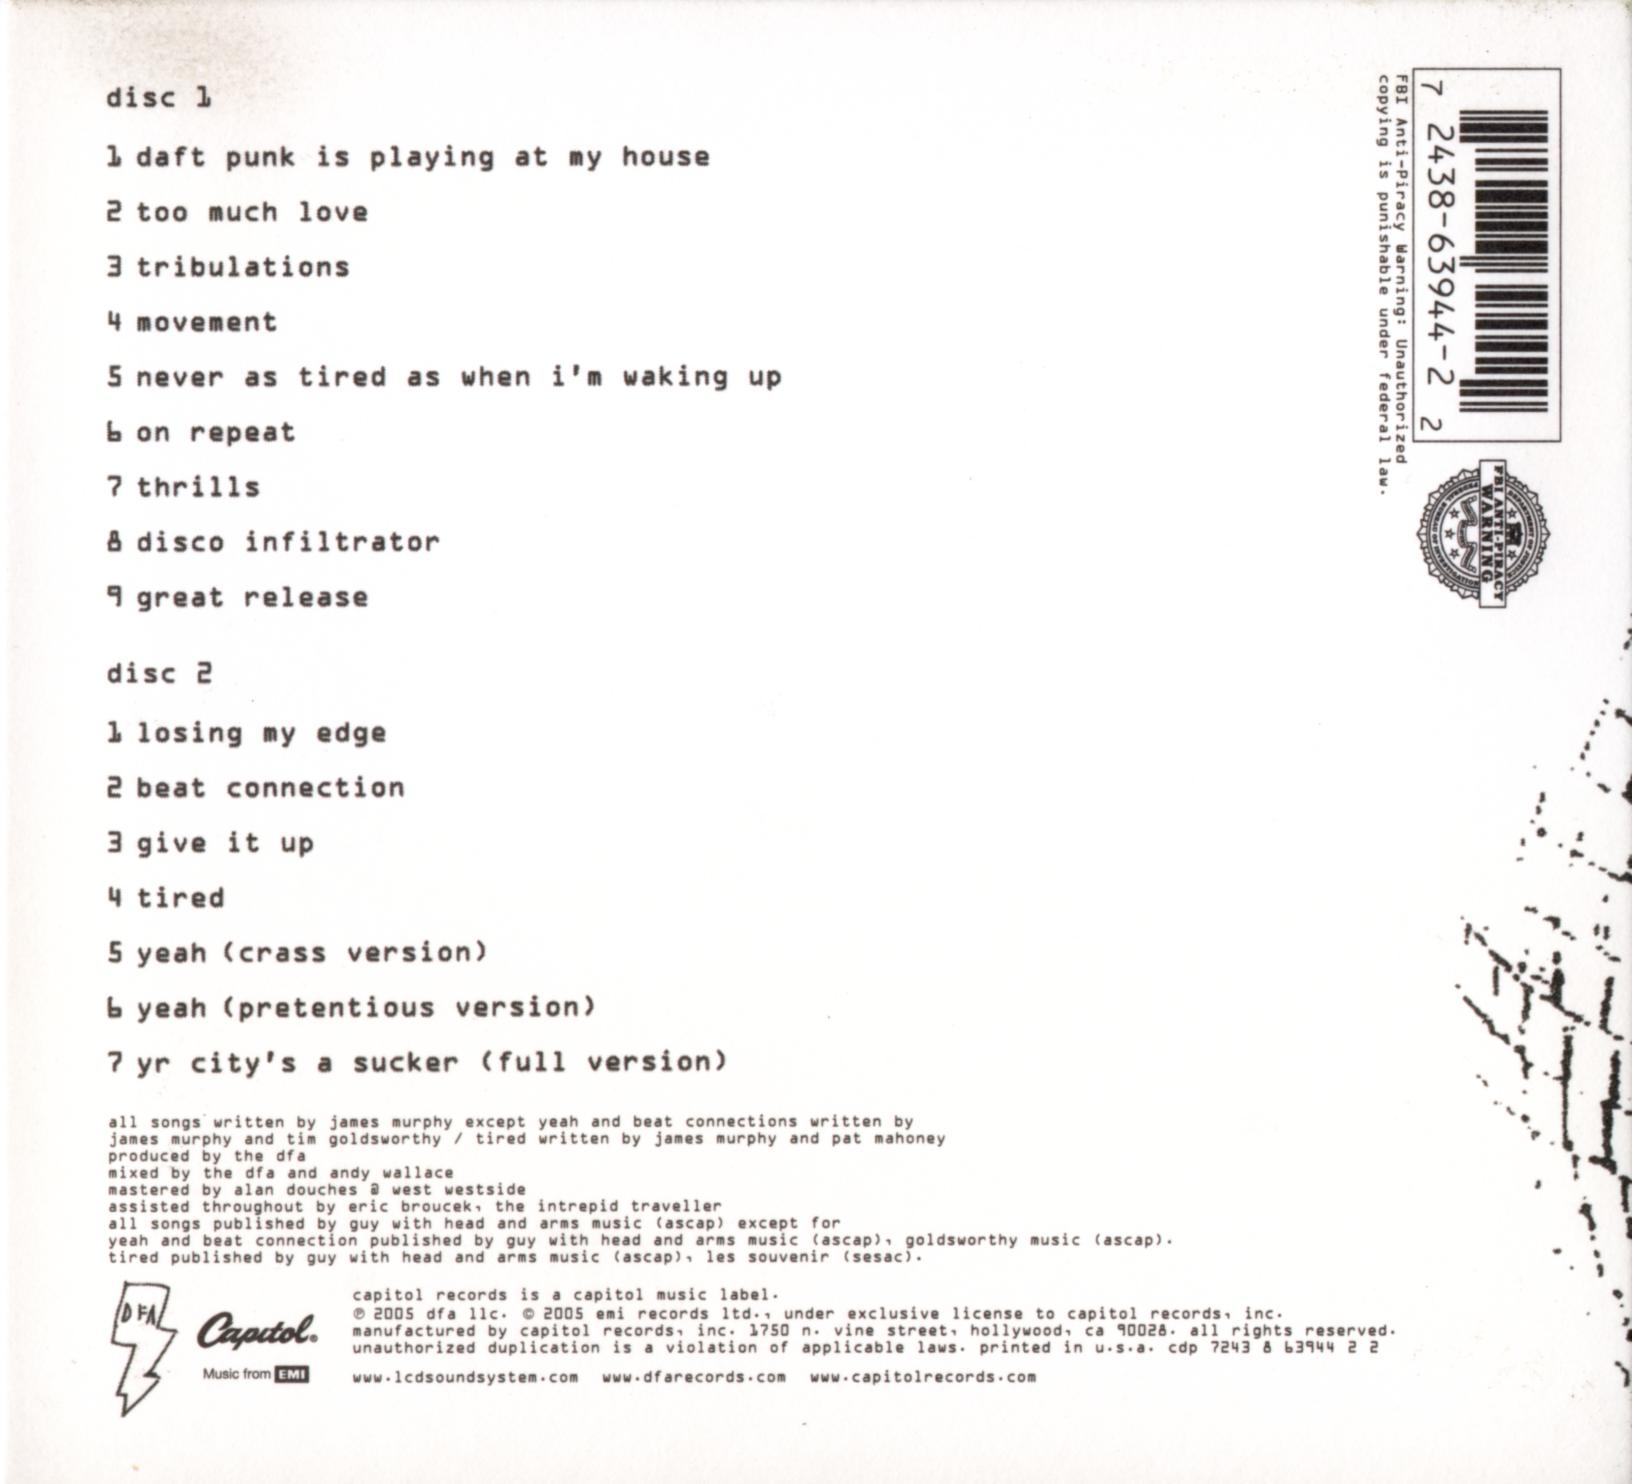 disc 1
1 daft punk is playing at my house
2 too much love
3 tribulations
4 movement
5 never as tired as when i'm waking up
6 on repeat
7 thrills
8 disco infiltrator
9 great release
disc 2
1 losing my edge
2 beat connection
3 give it up
4 tired
5 yeah (crass version)
6 yeah (pretentious version)
7 yr city's a sucker (full version)
all songs written by james murphy except yeah and beat connections written by
james murphy and tim goldsworthy / tired written by james murphy and pat mahoney
produced by the dfa
mixed by the dfa and andy wallace
mastered by alan douches @ west westside
assisted throughout by eric broucek, the intrepid traveller
all songs published by guy with head and arms music (ascap) except for
yeah and beat connection published by guy with head and arms music (ascap), goldsworthy music (ascap).
tired published by guy with head and arms music (ascap), les souvenir (sesac).
DFA
Capitol®
Music from EMI
capitol records is a capitol music label.
℗ 2005 dfa llc. © 2005 emi records ltd., under exclusive license to capitol records, inc.
manufactured by capitol records, inc. 1750 n. vine street, hollywood, ca 90028. all rights reserved.
unauthorized duplication is a violation of applicable laws. printed in u.s.a. cdp 7243 8 63944 2 2
www.lcdsoundsystem.com www.dfarecords.com www.capitolrecords.com
7 2438-63944-2 2
FBI Anti-Piracy Warning: Unauthorized
copying is punishable under federal law.
FBI ANTI-PIRACY
WARNING
DEPARTMENT OF JUSTICE
FEDERAL BUREAU OF INVESTIGATION